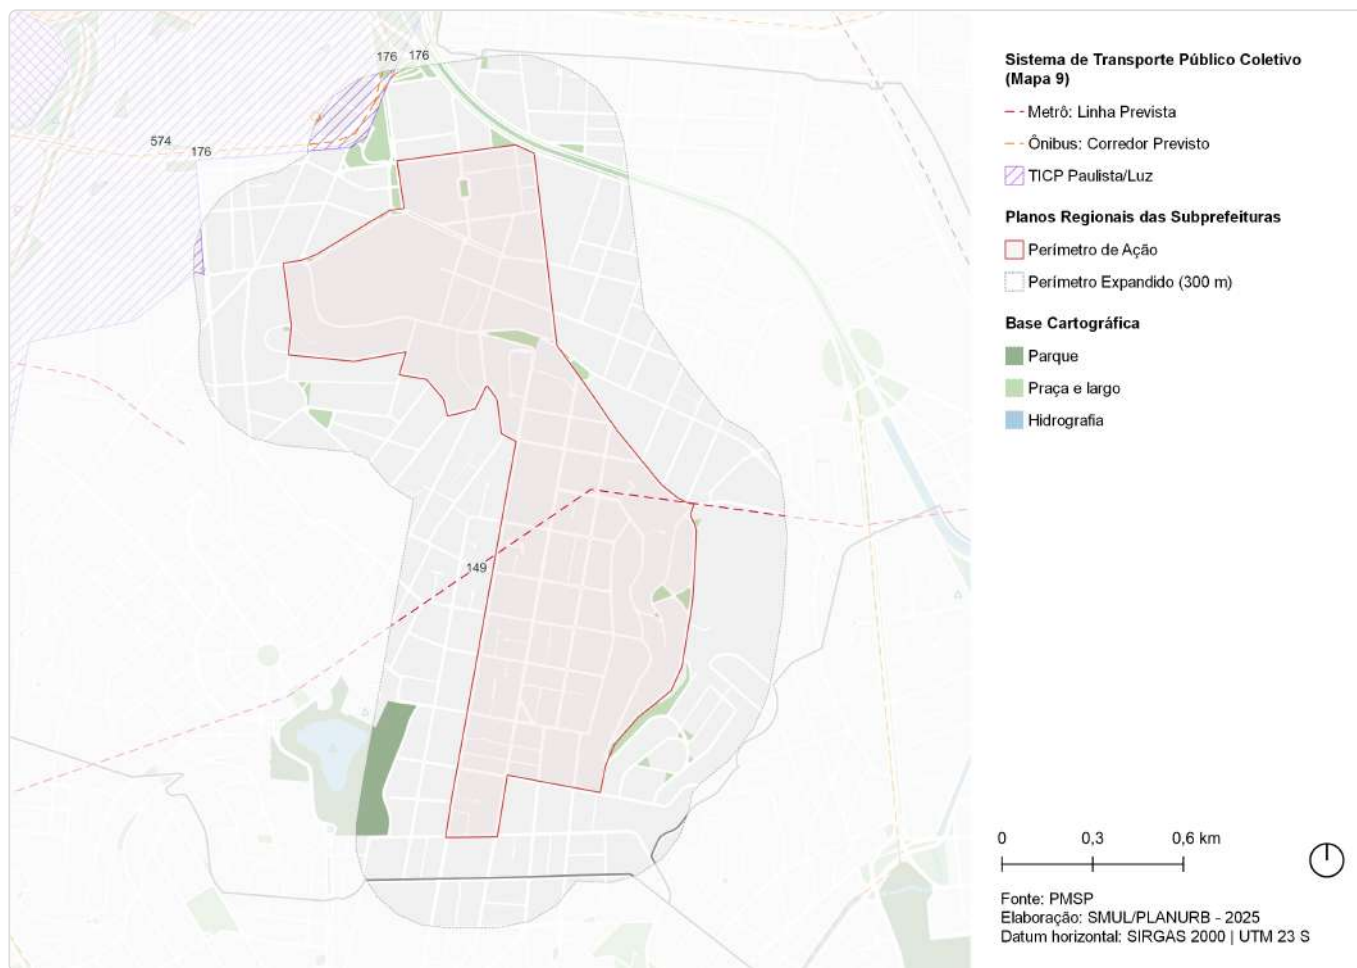 176 176
574
176
149
Sistema de Transporte Público Coletivo
(Mapa 9)
Metrô: Linha Prevista
Ônibus: Corredor Previsto
TICP Paulista/Luz
Planos Regionais das Subprefeituras
Perímetro de Ação
Perímetro Expandido (300 m)
Base Cartográfica
Parque
Praça e largo
Hidrografia
0 0,3 0,6 km
Fonte: PMSP
Elaboração: SMUL/PLANURB - 2025
Datum horizontal: SIRGAS 2000 | UTM 23 S